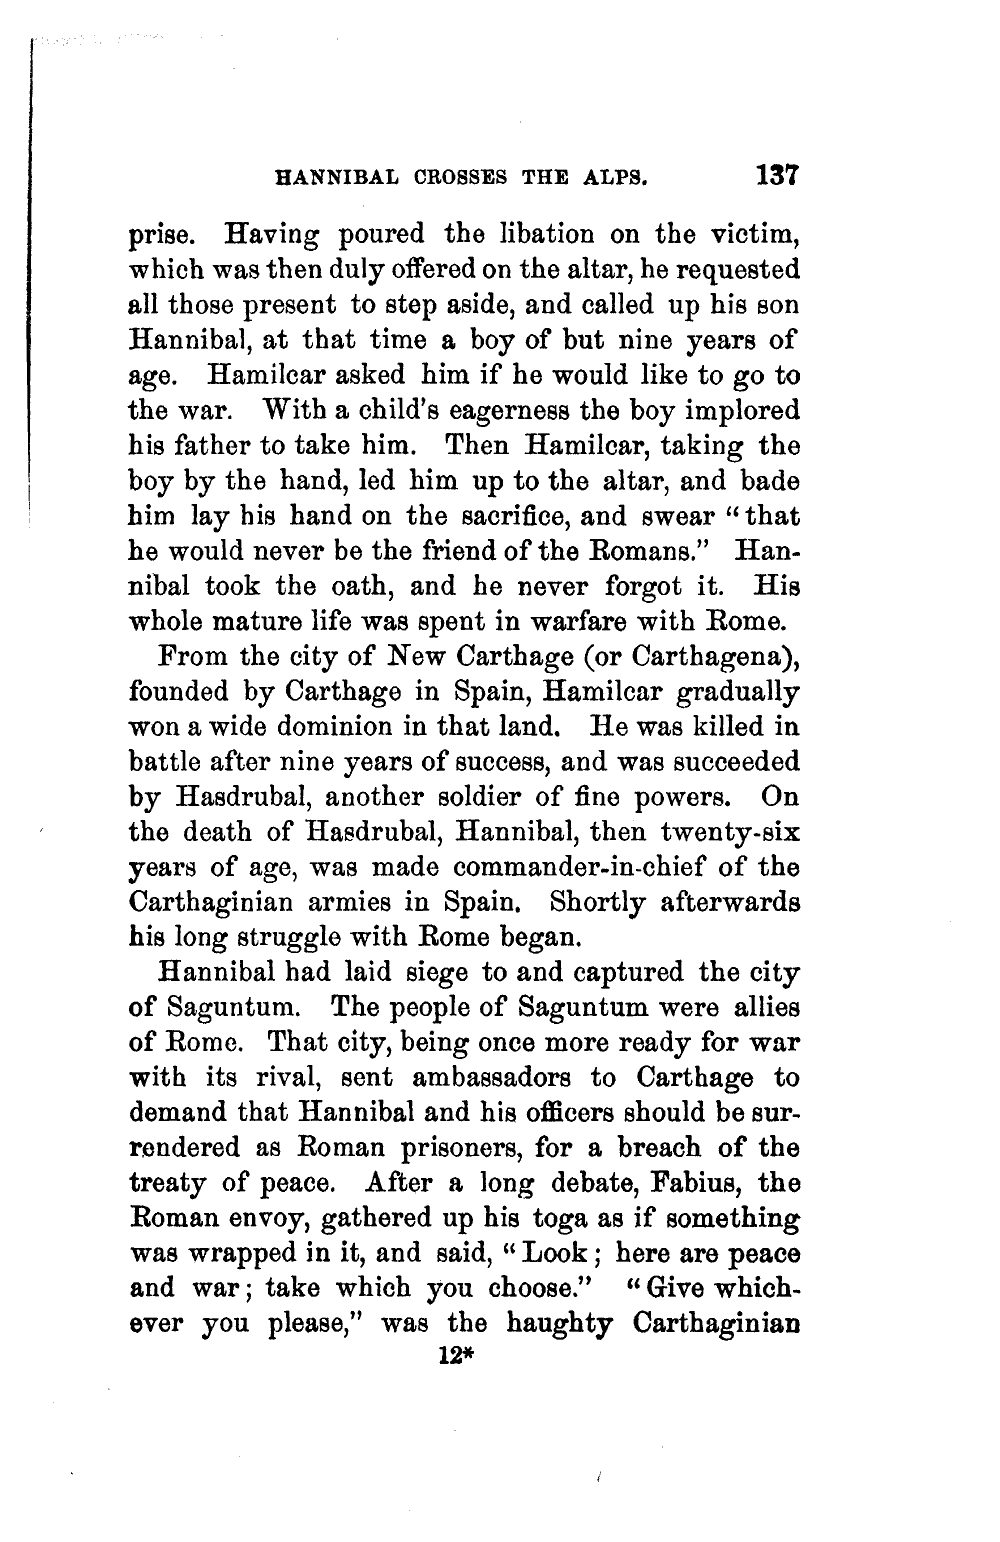 HANNIBAL CROSSES THE ALPS. 137
prise. Having poured the libation on the victim,
which was then duly offered on the altar, he requested
all those present to step aside, and called up his son
Hannibal, at that time a boy of but nine years of
age. Hamilcar asked him if he would like to go to
the war. With a child's eagerness the boy implored
his father to take him. Then Hamilcar, taking the
boy by the hand, led him up to the altar, and bade
him lay his hand on the sacrifice, and swear “that
he would never be the friend of the Romans.” Han-
nibal took the oath, and he never forgot it. His
whole mature life was spent in warfare with Rome.
From the city of New Carthage (or Carthagena),
founded by Carthage in Spain, Hamilcar gradually
won a wide dominion in that land. He was killed in
battle after nine years of success, and was succeeded
by Hasdrubal, another soldier of fine powers. On
the death of Hasdrubal, Hannibal, then twenty-six
years of age, was made commander-in-chief of the
Carthaginian armies in Spain. Shortly afterwards
his long struggle with Rome began.
Hannibal had laid siege to and captured the city
of Saguntum. The people of Saguntum were allies
of Rome. That city, being once more ready for war
with its rival, sent ambassadors to Carthage to
demand that Hannibal and his officers should be sur-
rendered as Roman prisoners, for a breach of the
treaty of peace. After a long debate, Fabius, the
Roman envoy, gathered up his toga as if something
was wrapped in it, and said, “Look; here are peace
and war; take which you choose.” “Give which-
ever you please,” was the haughty Carthaginian
12*